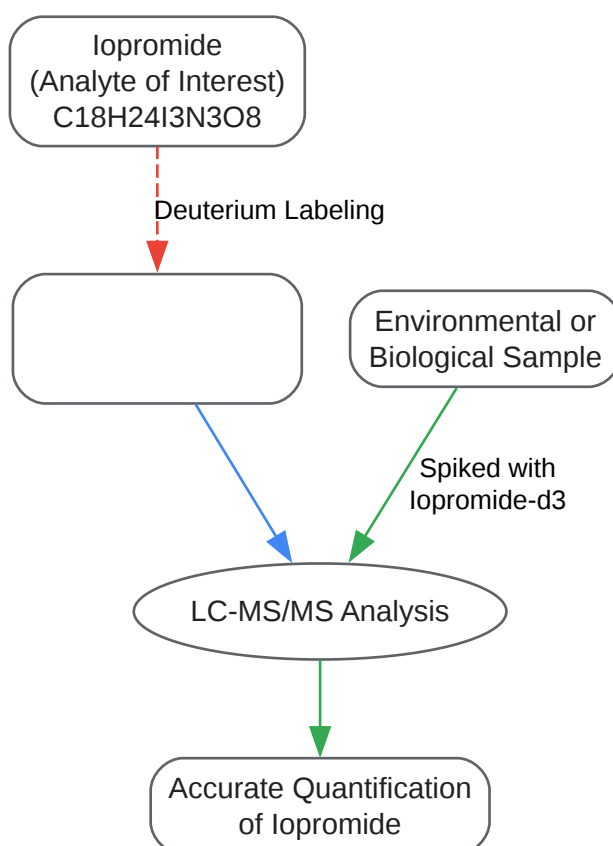 Iopromide
(Analyte of Interest)
C18H24I3N3O8
Deuterium Labeling
Environmental or
Biological Sample
Spiked with
Iopromide-d3
LC-MS/MS Analysis
Accurate Quantification
of Iopromide